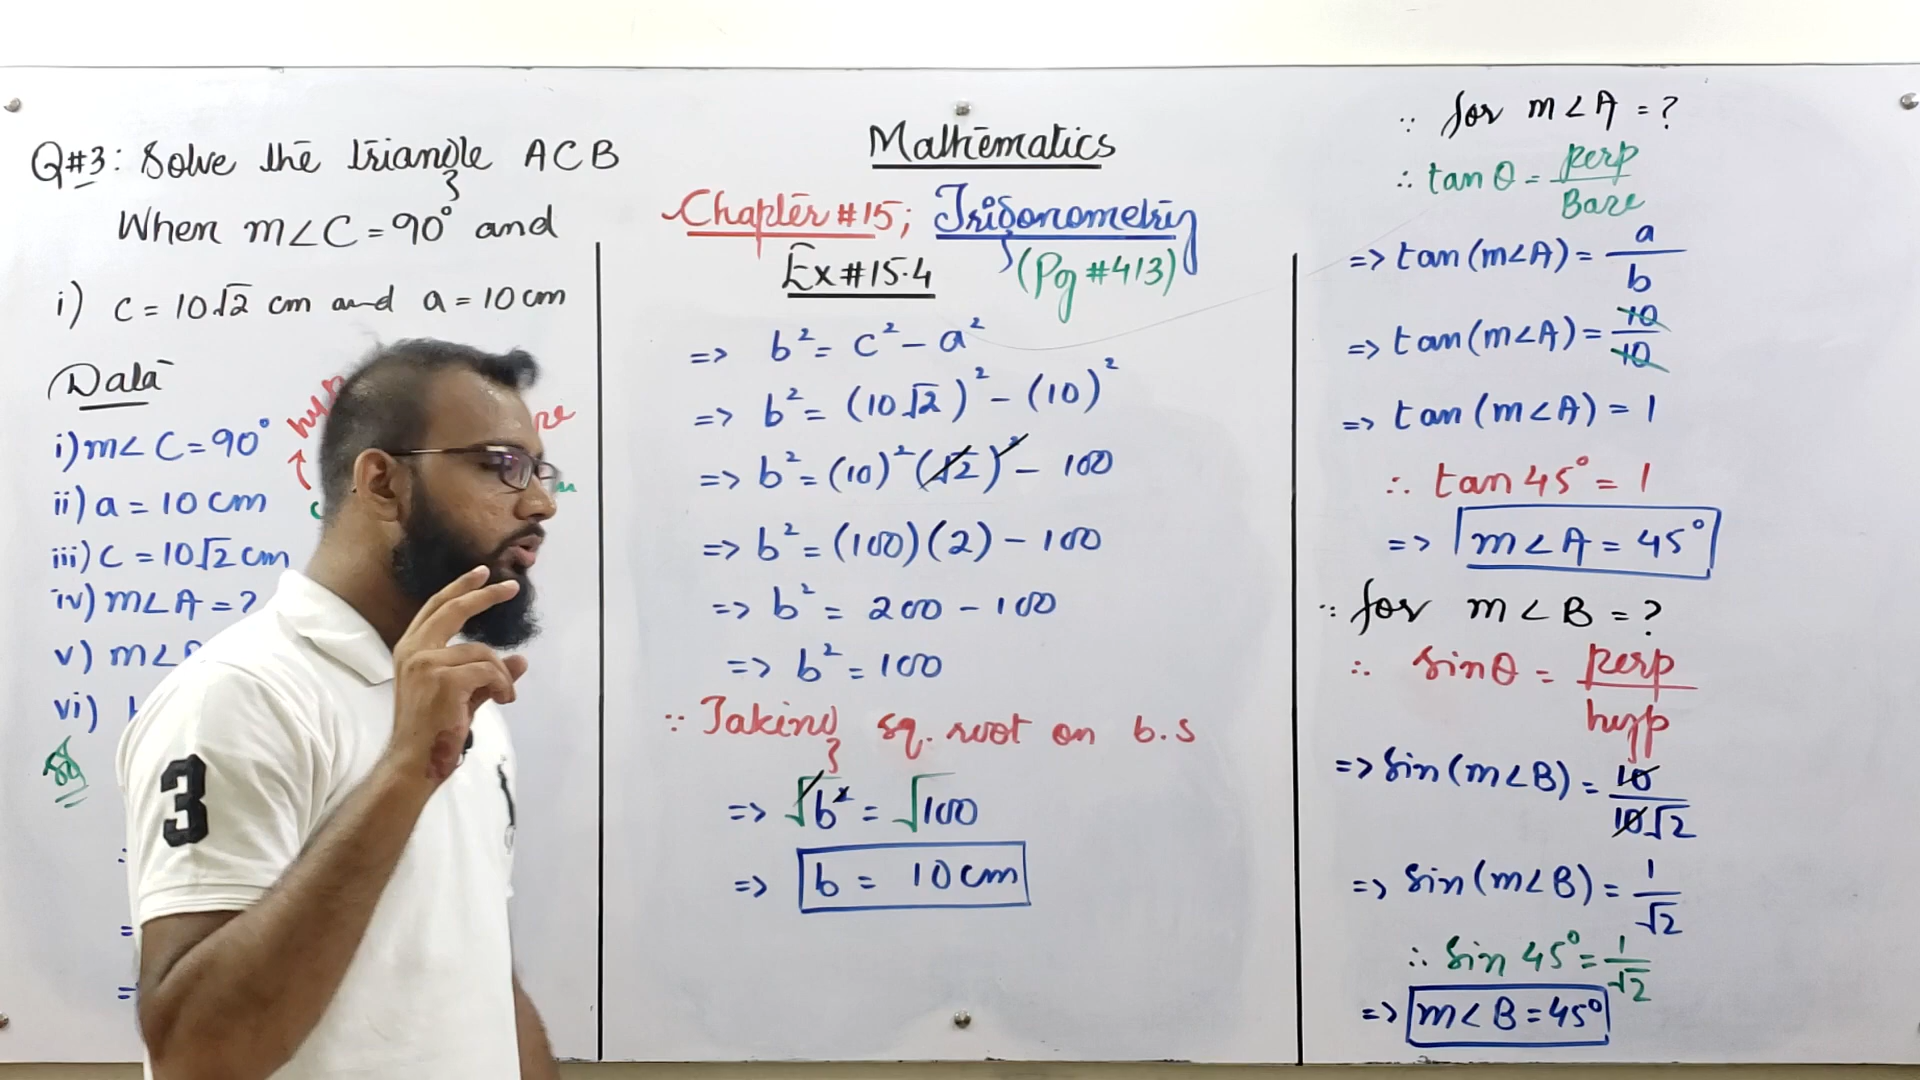 Q#3: Solve the triangle ACB
When m∠C = 90° and
i) c = 10√2 cm and a = 10 cm
Data
i) m∠C = 90°
ii) a = 10 cm
iii) c = 10√2 cm
iv) m∠A = ?
v) m∠
vi)
3
Mathematics
Chapter #15; Trigonometry
Ex #15.4 (Pg #413)
=> b² = c² - a²
=> b² = (10√2)² - (10)²
=> b² = (10)² (√2)² - 100
=> b² = (100)(2) - 100
=> b² = 200 - 100
=> b² = 100
∵ Taking sq. root on b.s
=> √b² = √100
=> b = 10 cm
∵ for m∠A = ?
∴ tan θ = perp / Base
=> tan (m∠A) = a / b
=> tan (m∠A) = 10 / 10
=> tan (m∠A) = 1
∴ tan 45° = 1
=> m∠A = 45°
∵ for m∠B = ?
∴ sin θ = perp / hyp
=> sin (m∠B) = 10 / 10√2
=> sin (m∠B) = 1 / √2
∴ sin 45° = 1 / √2
=> m∠B = 45°